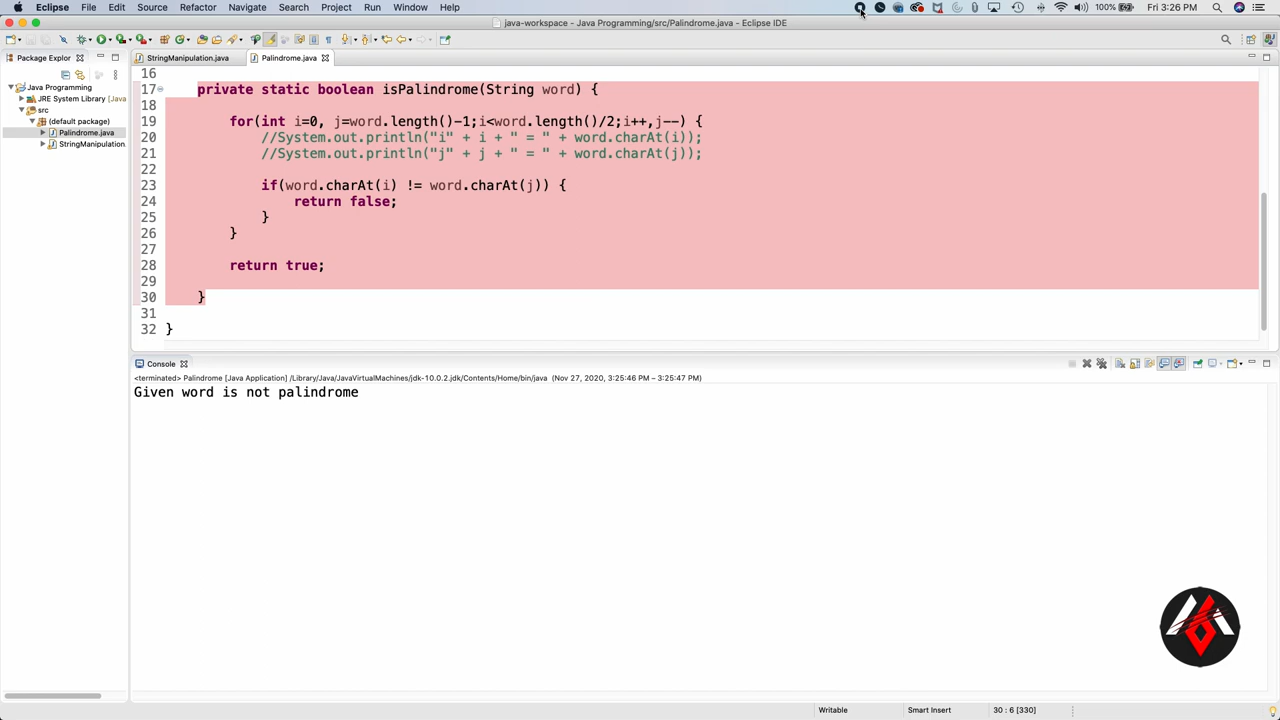 Eclipse File Edit Source Refactor Navigate Search Project Run Window Help 100% Fri 3:26 PM
java-workspace - Java Programming/src/Palindrome.java - Eclipse IDE
Package Explor StringManipulation.java Palindrome.java
Java Programming
JRE System Library [Java
src
(default package)
Palindrome.java
StringManipulation
16
17 private static boolean isPalindrome(String word) {
18
19 for(int i=0, j=word.length()-1;i<word.length()/2;i++,j--) {
20 //System.out.println("i" + i + " = " + word.charAt(i));
21 //System.out.println("j" + j + " = " + word.charAt(j));
22
23 if(word.charAt(i) != word.charAt(j)) {
24 return false;
25 }
26 }
27
28 return true;
29
30 }
31
32 }
Console
<terminated> Palindrome [Java Application] /Library/Java/JavaVirtualMachines/jdk-10.0.2.jdk/Contents/Home/bin/java (Nov 27, 2020, 3:25:46 PM – 3:25:47 PM)
Given word is not palindrome
Writable Smart Insert 30 : 6 [330]